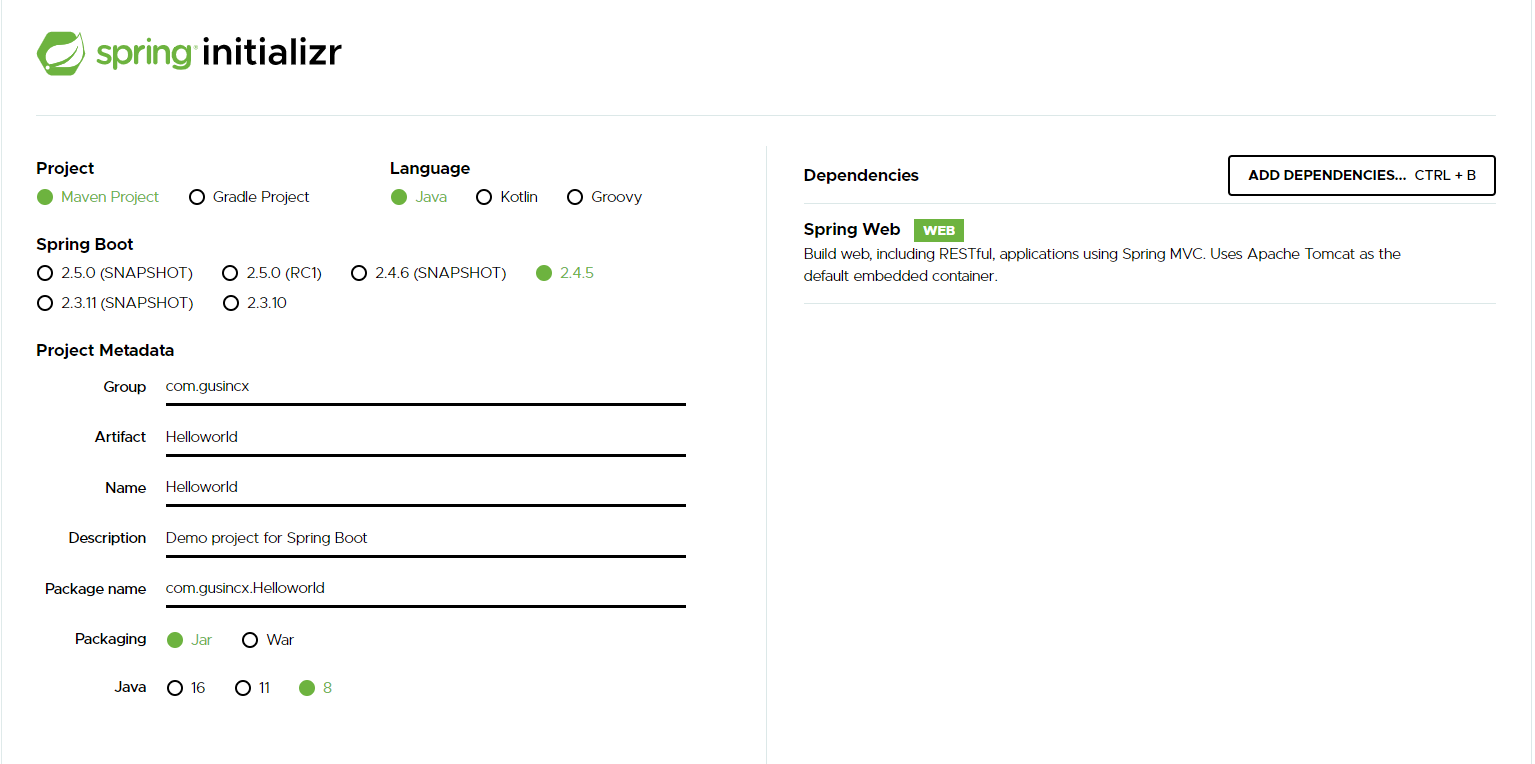 spring initializr
Project
Maven Project Gradle Project
Language
Java Kotlin Groovy
Spring Boot
2.5.0 (SNAPSHOT) 2.5.0 (RC1) 2.4.6 (SNAPSHOT) 2.4.5
2.3.11 (SNAPSHOT) 2.3.10
Project Metadata
Group com.gusincx
Artifact Helloworld
Name Helloworld
Description Demo project for Spring Boot
Package name com.gusincx.Helloworld
Packaging Jar War
Java 16 11 8
Dependencies
ADD DEPENDENCIES... CTRL + B
Spring Web WEB
Build web, including RESTful, applications using Spring MVC. Uses Apache Tomcat as the
default embedded container.